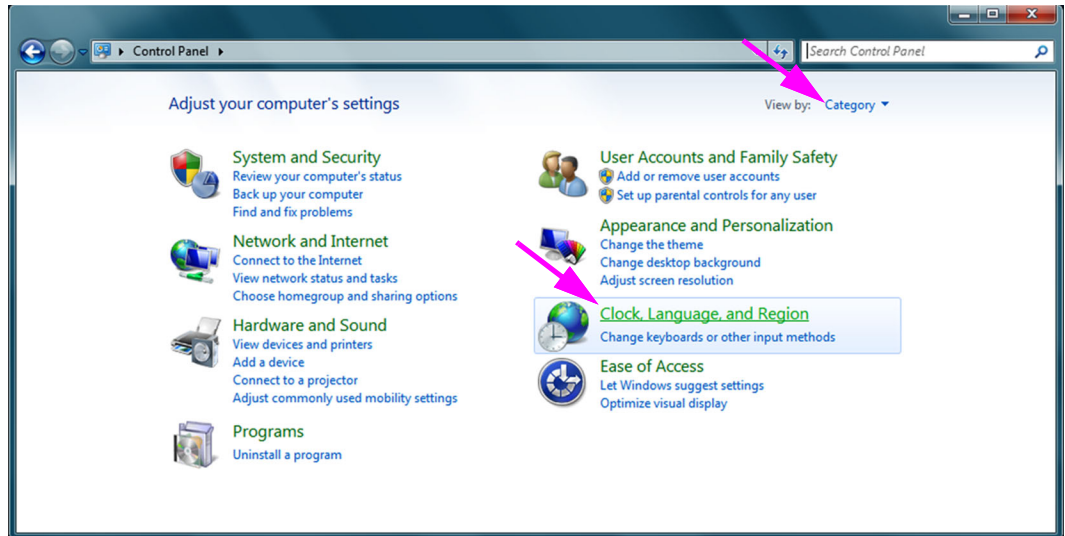 Control Panel
Search Control Panel
Adjust your computer's settings
View by: Category
System and Security
Review your computer's status
Back up your computer
Find and fix problems
Network and Internet
Connect to the Internet
View network status and tasks
Choose homegroup and sharing options
Hardware and Sound
View devices and printers
Add a device
Connect to a projector
Adjust commonly used mobility settings
Programs
Uninstall a program
User Accounts and Family Safety
Add or remove user accounts
Set up parental controls for any user
Appearance and Personalization
Change the theme
Change desktop background
Adjust screen resolution
Clock, Language, and Region
Change keyboards or other input methods
Ease of Access
Let Windows suggest settings
Optimize visual display